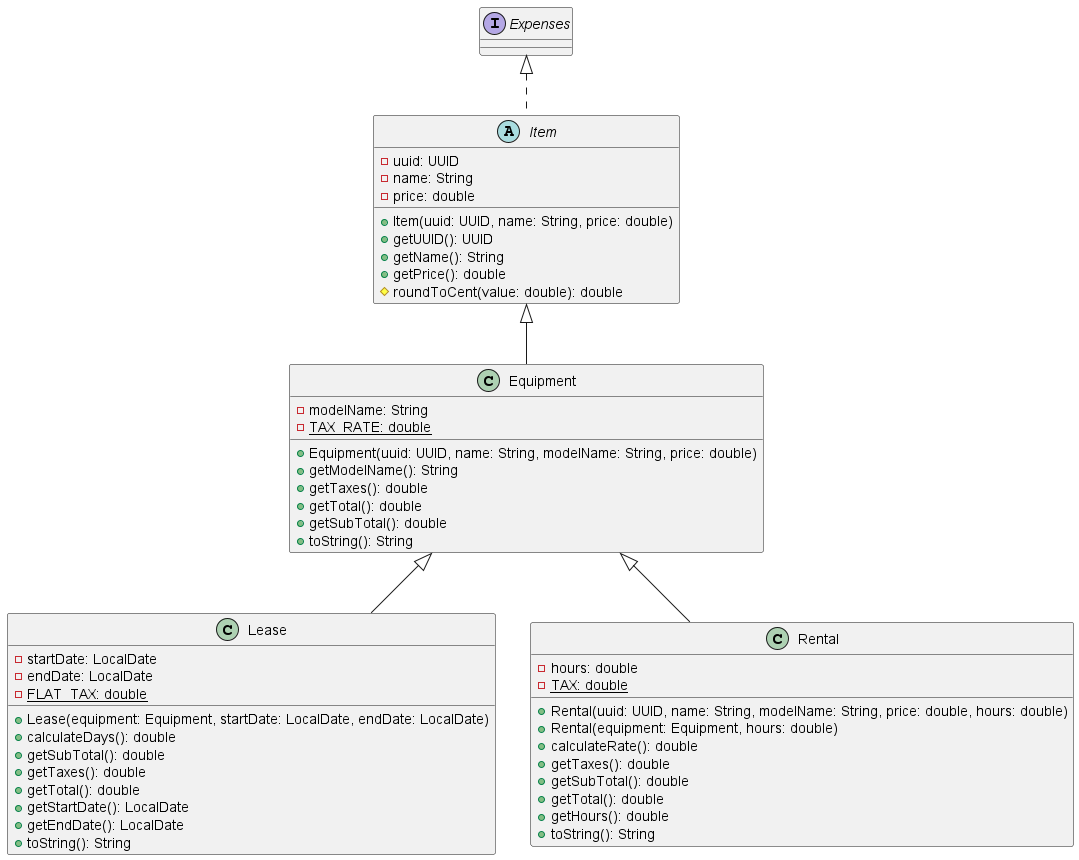 I Expenses
A Item
uuid: UUID
name: String
price: double
Item(uuid: UUID, name: String, price: double)
getUUID(): UUID
getName(): String
getPrice(): double
roundToCent(value: double): double
C Equipment
modelName: String
TAX_RATE: double
Equipment(uuid: UUID, name: String, modelName: String, price: double)
getModelName(): String
getTaxes(): double
getTotal(): double
getSubTotal(): double
toString(): String
C Lease
startDate: LocalDate
endDate: LocalDate
FLAT_TAX: double
Lease(equipment: Equipment, startDate: LocalDate, endDate: LocalDate)
calculateDays(): double
getSubTotal(): double
getTaxes(): double
getTotal(): double
getStartDate(): LocalDate
getEndDate(): LocalDate
toString(): String
C Rental
hours: double
TAX: double
Rental(uuid: UUID, name: String, modelName: String, price: double, hours: double)
Rental(equipment: Equipment, hours: double)
calculateRate(): double
getTaxes(): double
getSubTotal(): double
getTotal(): double
getHours(): double
toString(): String